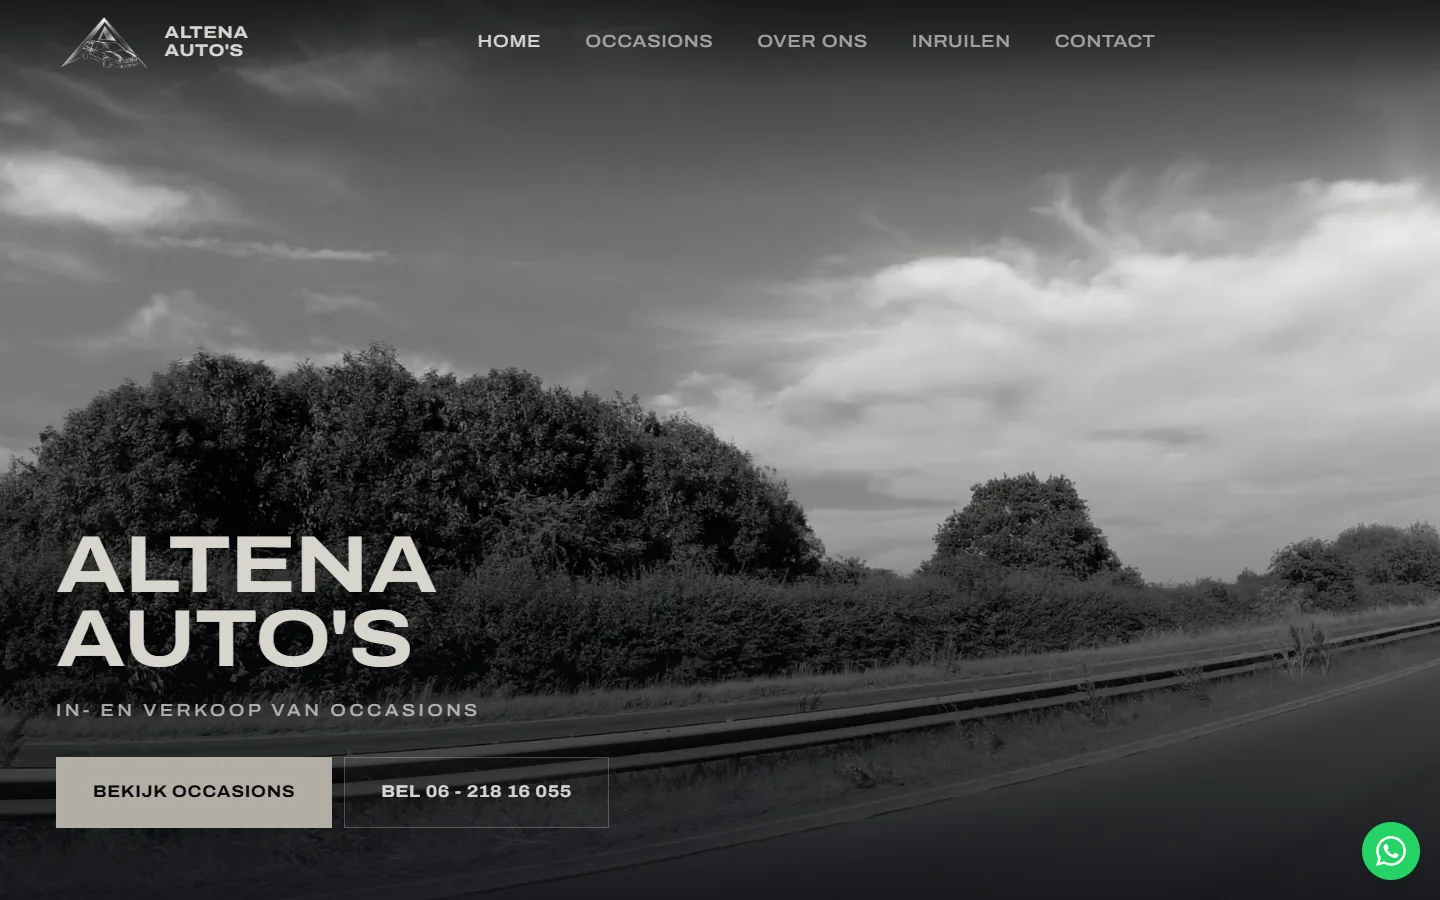 ALTENA
AUTO'S
HOME
OCCASIONS
OVER ONS
INRUILEN
CONTACT
ALTENA
AUTO'S
IN- EN VERKOOP VAN OCCASIONS
BEKIJK OCCASIONS
BEL 06 - 218 16 055